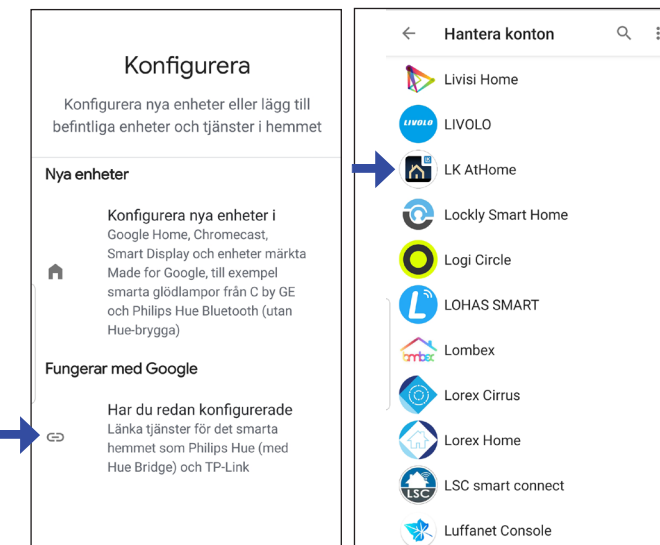 Konfigurera
Konfigurera nya enheter eller lägg till
befintliga enheter och tjänster i hemmet
Nya enheter
Konfigurera nya enheter i
Google Home, Chromecast,
Smart Display och enheter märkta
Made for Google, till exempel
smarta glödlampor från C by GE
och Philips Hue Bluetooth (utan
Hue-brygga)
Fungerar med Google
Har du redan konfigurerade
Länka tjänster för det smarta
hemmet som Philips Hue (med
Hue Bridge) och TP-Link
Hantera konton
Livisi Home
LIVOLO
LIVOLO
LK AtHome
Lockly Smart Home
Logi Circle
LOHAS SMART
ombex
Lombex
Lorex Cirrus
Lorex Home
LSC
LSC smart connect
Luffanet Console